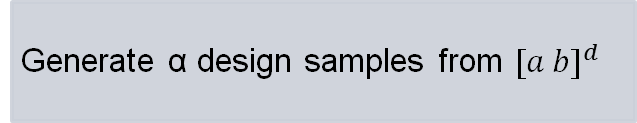 Generate α design samples from [a b]ᵈ